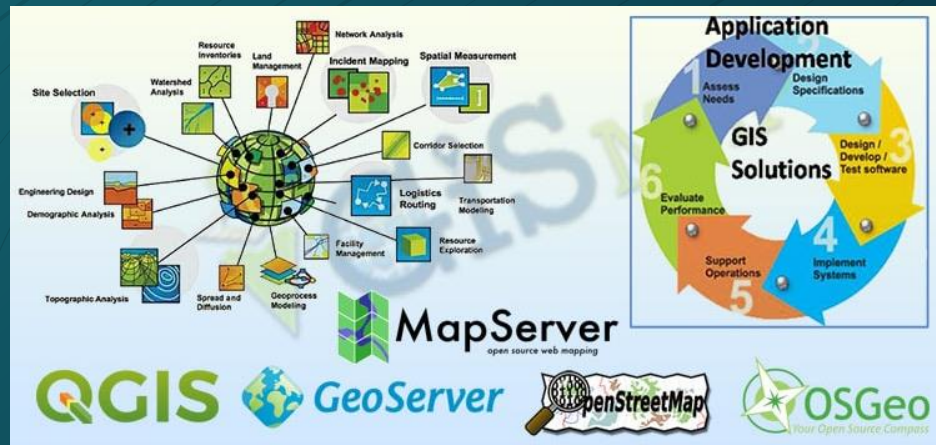 Resource
Inventories
Land
Management
Network Analysis
Incident Mapping
Spatial Measurement
Watershed
Analysis
Site Selection
Corridor Selection
Engineering Design
Demographic Analysis
Logistics
Routing
Transportation
Modeling
Facility
Management
Resource
Exploration
Topographic Analysis
Spread and
Diffusion
Geoprocess
Modeling
Application
Development
1
Assess
Needs
2
Design
Specifications
3
Design /
Develop /
Test software
GIS
Solutions
4
Implement
Systems
5
Support
Operations
6
Evaluate
Performance
MapServer
open source web mapping
QGIS
GeoServer
OpenStreetMap
OSGeo
Your Open Source Compass